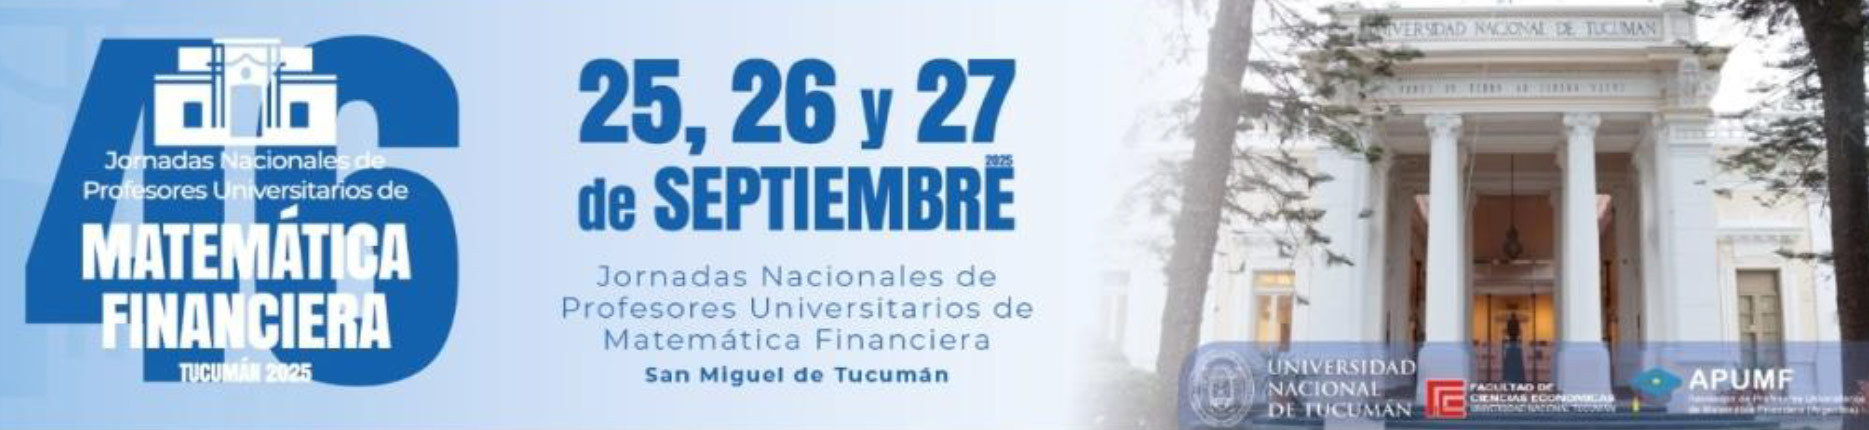 46
Jornadas Nacionales de
Profesores Universitarios de
MATEMÁTICA
FINANCIERA
TUCUMÁN 2025
25, 26 y 27
de SEPTIEMBRE
2025
Jornadas Nacionales de
Profesores Universitarios de
Matemática Financiera
San Miguel de Tucumán
UNIVERSIDAD NACIONAL DE TUCUMAN
UNIVERSIDAD
NACIONAL
DE TUCUMÁN
FACULTAD DE
CIENCIAS ECONOMICAS
UNIVERSIDAD NACIONAL TUCUMAN
APUMF
Asociación de Profesores Universitarios
de Matemática Financiera (Argentina)